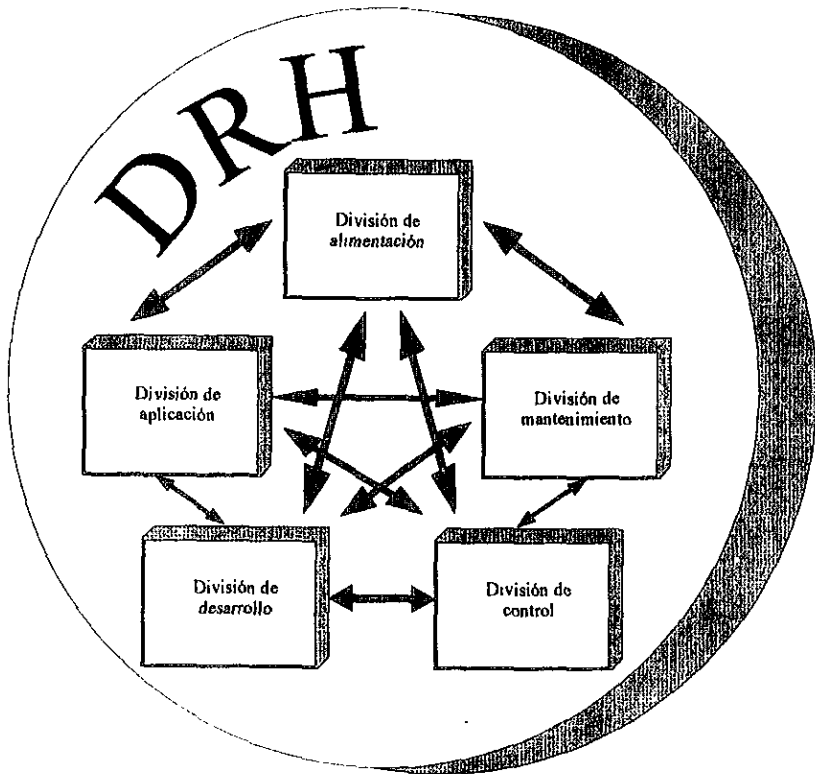 DRH
División de
alimentación
División de
aplicación
División de
mantenimiento
División de
desarrollo
División de
control